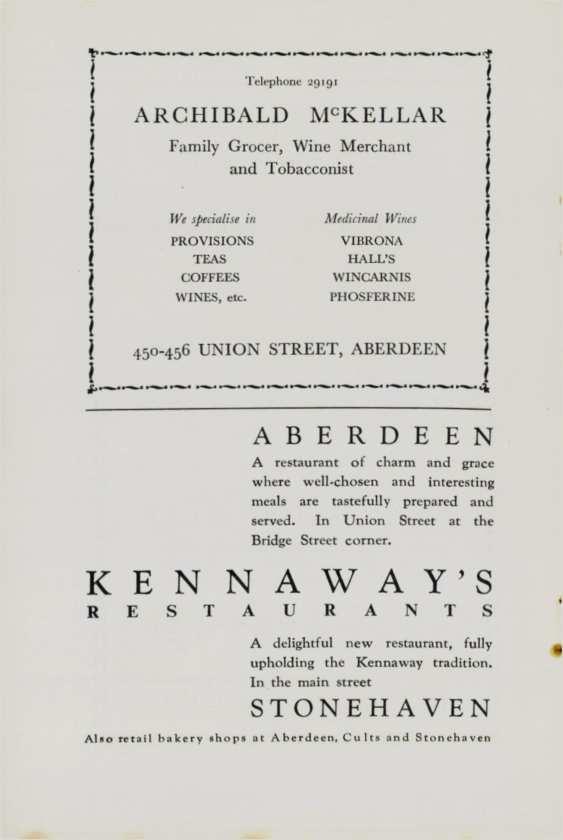 Telephone 29191
ARCHIBALD McKELLAR
Family Grocer, Wine Merchant
and Tobacconist
We specialise in
PROVISIONS
TEAS
COFFEES
WINES, etc.
Medicinal Wines
VIBRONA
HALL'S
WINCARNIS
PHOSFERINE
450-456 UNION STREET, ABERDEEN
ABERDEEN
A restaurant of charm and grace
where well-chosen and interesting
meals are tastefully prepared and
served. In Union Street at the
Bridge Street corner.
KENNAWAY'S
RESTAURANTS
A delightful new restaurant, fully
upholding the Kennaway tradition.
In the main street
STONEHAVEN
Also retail bakery shops at Aberdeen, Cults and Stonehaven